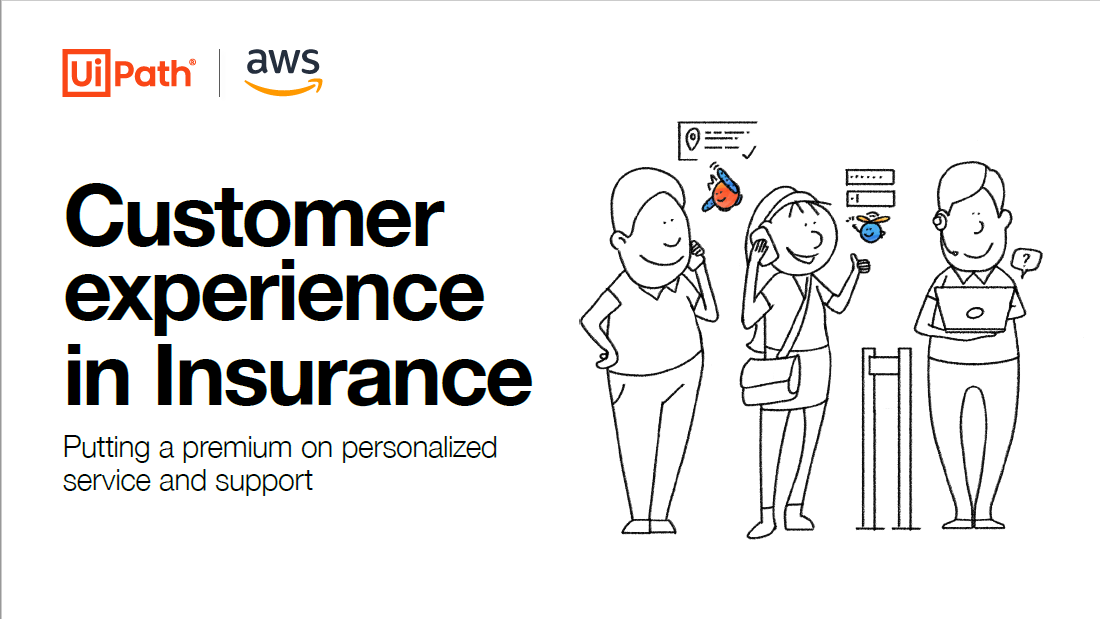 UiPath®
aws
Customer
experience
in Insurance
Putting a premium on personalized
service and support
?